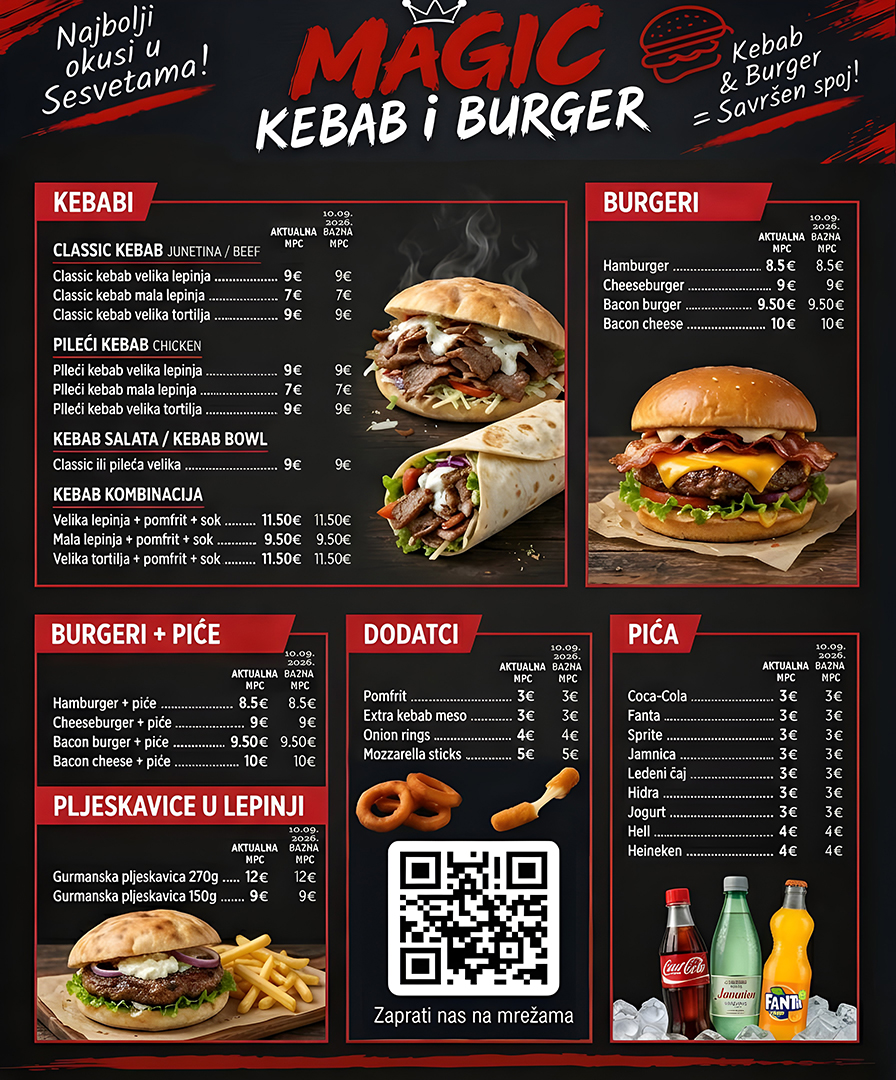 Najbolji
okusi u
Sesvetama!
MAGIC
KEBAB i BURGER
Kebab
& Burger
= Savršen spoj!
KEBABI
AKTUALNA MPC
10.09. 2026. BAZNA MPC
CLASSIC KEBAB JUNETINA / BEEF
Classic kebab velika lepinja ................ 9€ 9€
Classic kebab mala lepinja ................. 7€ 7€
Classic kebab velika tortilja ................ 9€ 9€
PILEĆI KEBAB CHICKEN
Pileći kebab velika lepinja .................. 9€ 9€
Pileći kebab mala lepinja .................... 7€ 7€
Pileći kebab velika tortilja .................. 9€ 9€
KEBAB SALATA / KEBAB BOWL
Classic ili pileća velika ....................... 9€ 9€
KEBAB KOMBINACIJA
Velika lepinja + pomfrit + sok ......... 11.50€ 11.50€
Mala lepinja + pomfrit + sok ........... 9.50€ 9.50€
Velika tortilja + pomfrit + sok ......... 11.50€ 11.50€
BURGERI
AKTUALNA MPC
10.09. 2026. BAZNA MPC
Hamburger ............................ 8.5€ 8.5€
Cheeseburger ........................ 9€ 9€
Bacon burger ....................... 9.50€ 9.50€
Bacon cheese ........................ 10€ 10€
BURGERI + PIĆE
AKTUALNA MPC
10.09. 2026. BAZNA MPC
Hamburger + piće ................... 8.5€ 8.5€
Cheeseburger + piće ................. 9€ 9€
Bacon burger + piće ............... 9.50€ 9.50€
Bacon cheese + piće ................ 10€ 10€
PLJESKAVICE U LEPINJI
AKTUALNA MPC
10.09. 2026. BAZNA MPC
Gurmanska pljeskavica 270g ..... 12€ 12€
Gurmanska pljeskavica 150g ....... 9€ 9€
DODATCI
AKTUALNA MPC
10.09. 2026. BAZNA MPC
Pomfrit ............................ 3€ 3€
Extra kebab meso ............ 3€ 3€
Onion rings ..................... 4€ 4€
Mozzarella sticks ............. 5€ 5€
Zaprati nas na mrežama
PIĆA
AKTUALNA MPC
10.09. 2026. BAZNA MPC
Coca-Cola ........................ 3€ 3€
Fanta ................................ 3€ 3€
Sprite ............................... 3€ 3€
Jamnica ........................... 3€ 3€
Ledeni čaj ........................ 3€ 3€
Hidra ............................... 3€ 3€
Jogurt .............................. 3€ 3€
Hell .................................. 4€ 4€
Heineken ......................... 4€ 4€